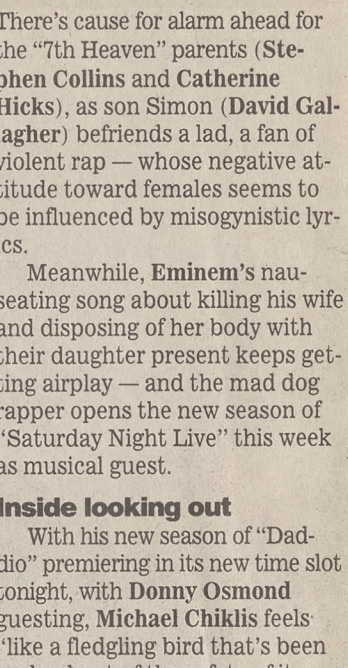 There's cause for alarm ahead for
the “7th Heaven” parents (Ste-
phen Collins and Catherine
Hicks), as son Simon (David Gal-
lagher) befriends a lad, a fan of
violent rap — whose negative at-
titude toward females seems to
be influenced by misogynistic lyr-
ics.
Meanwhile, Eminem's nau-
seating song about killing his wife
and disposing of her body with
their daughter present keeps get-
ting airplay — and the mad dog
rapper opens the new season of
“Saturday Night Live” this week
as musical guest.
Inside looking out
With his new season of “Dad-
dio” premiering in its new time slot
tonight, with Donny Osmond
guesting, Michael Chiklis feels
“like a fledgling bird that's been